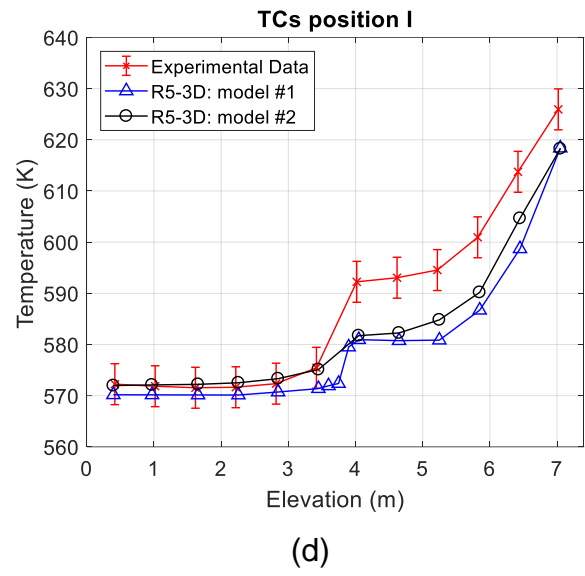 TCs position I
Experimental Data
R5-3D: model #1
R5-3D: model #2
Temperature (K)
640
630
620
610
600
590
580
570
560
0 1 2 3 4 5 6 7
Elevation (m)
(d)